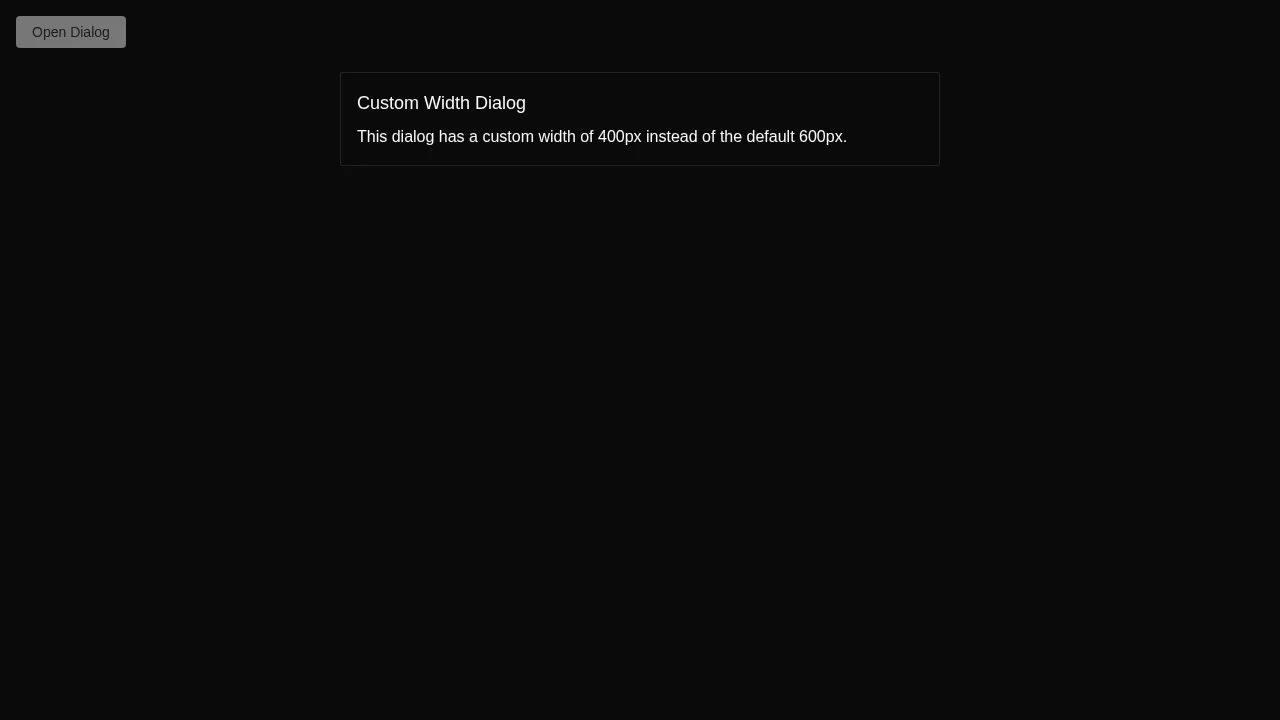 Open Dialog
Custom Width Dialog
This dialog has a custom width of 400px instead of the default 600px.